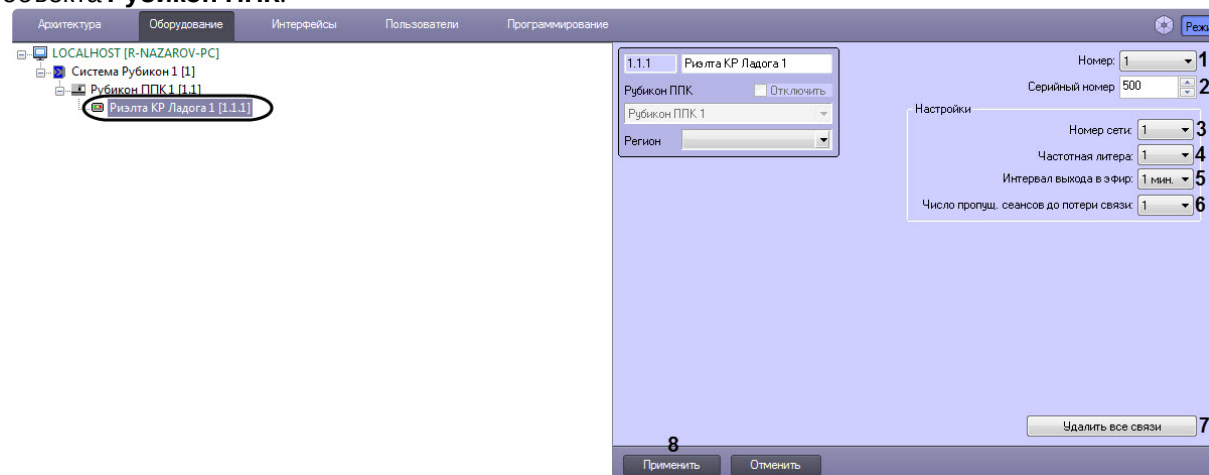 объекта Рубикон ППК.
Архитектура Оборудование Интерфейсы Пользователи Программирование
LOCALHOST [R-NAZAROV-PC]
Система Рубикон 1 [1]
Рубикон ППК 1 [1.1]
Риэлта КР Ладога 1 [1.1.1]
1.1.1 Риэлта КР Ладога 1
Рубикон ППК Отключить
Рубикон ППК 1
Регион
Номер: 1 1
Серийный номер 500 2
Настройки
Номер сети: 1 3
Частотная литера: 1 4
Интервал выхода в эфир: 1 мин. 5
Число пропущ. сеансов до потери связи: 1 6
Удалить все связи 7
8
Применить Отменить